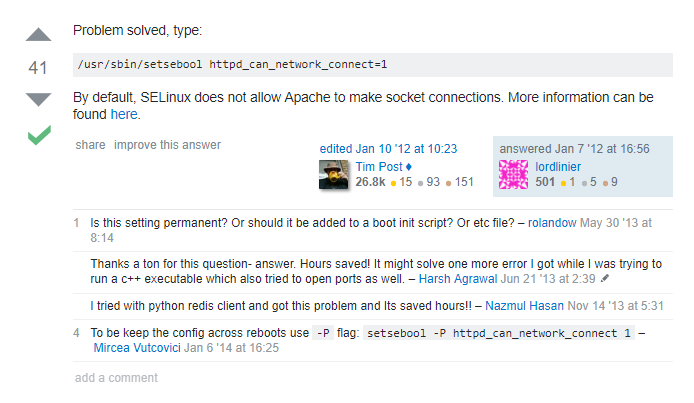 Problem solved, type:
41
/usr/sbin/setsebool httpd_can_network_connect=1
By default, SELinux does not allow Apache to make socket connections. More information can be
found here.
share improve this answer
edited Jan 10 '12 at 10:23
Tim Post ♦
26.8k ● 15 ● 93 ● 151
answered Jan 7 '12 at 16:56
lordlinier
501 ● 1 ● 5 ● 9
1 Is this setting permanent? Or should it be added to a boot init script? Or etc file? – rolandow May 30 '13 at
8:14
Thanks a ton for this question- answer. Hours saved! It might solve one more error I got while I was trying to
run a c++ executable which also tried to open ports as well. – Harsh Agrawal Jun 21 '13 at 2:39
I tried with python redis client and got this problem and Its saved hours!! – Nazmul Hasan Nov 14 '13 at 5:31
4 To be keep the config across reboots use -P flag: setsebool -P httpd_can_network_connect 1 –
Mircea Vutcovici Jan 6 '14 at 16:25
add a comment